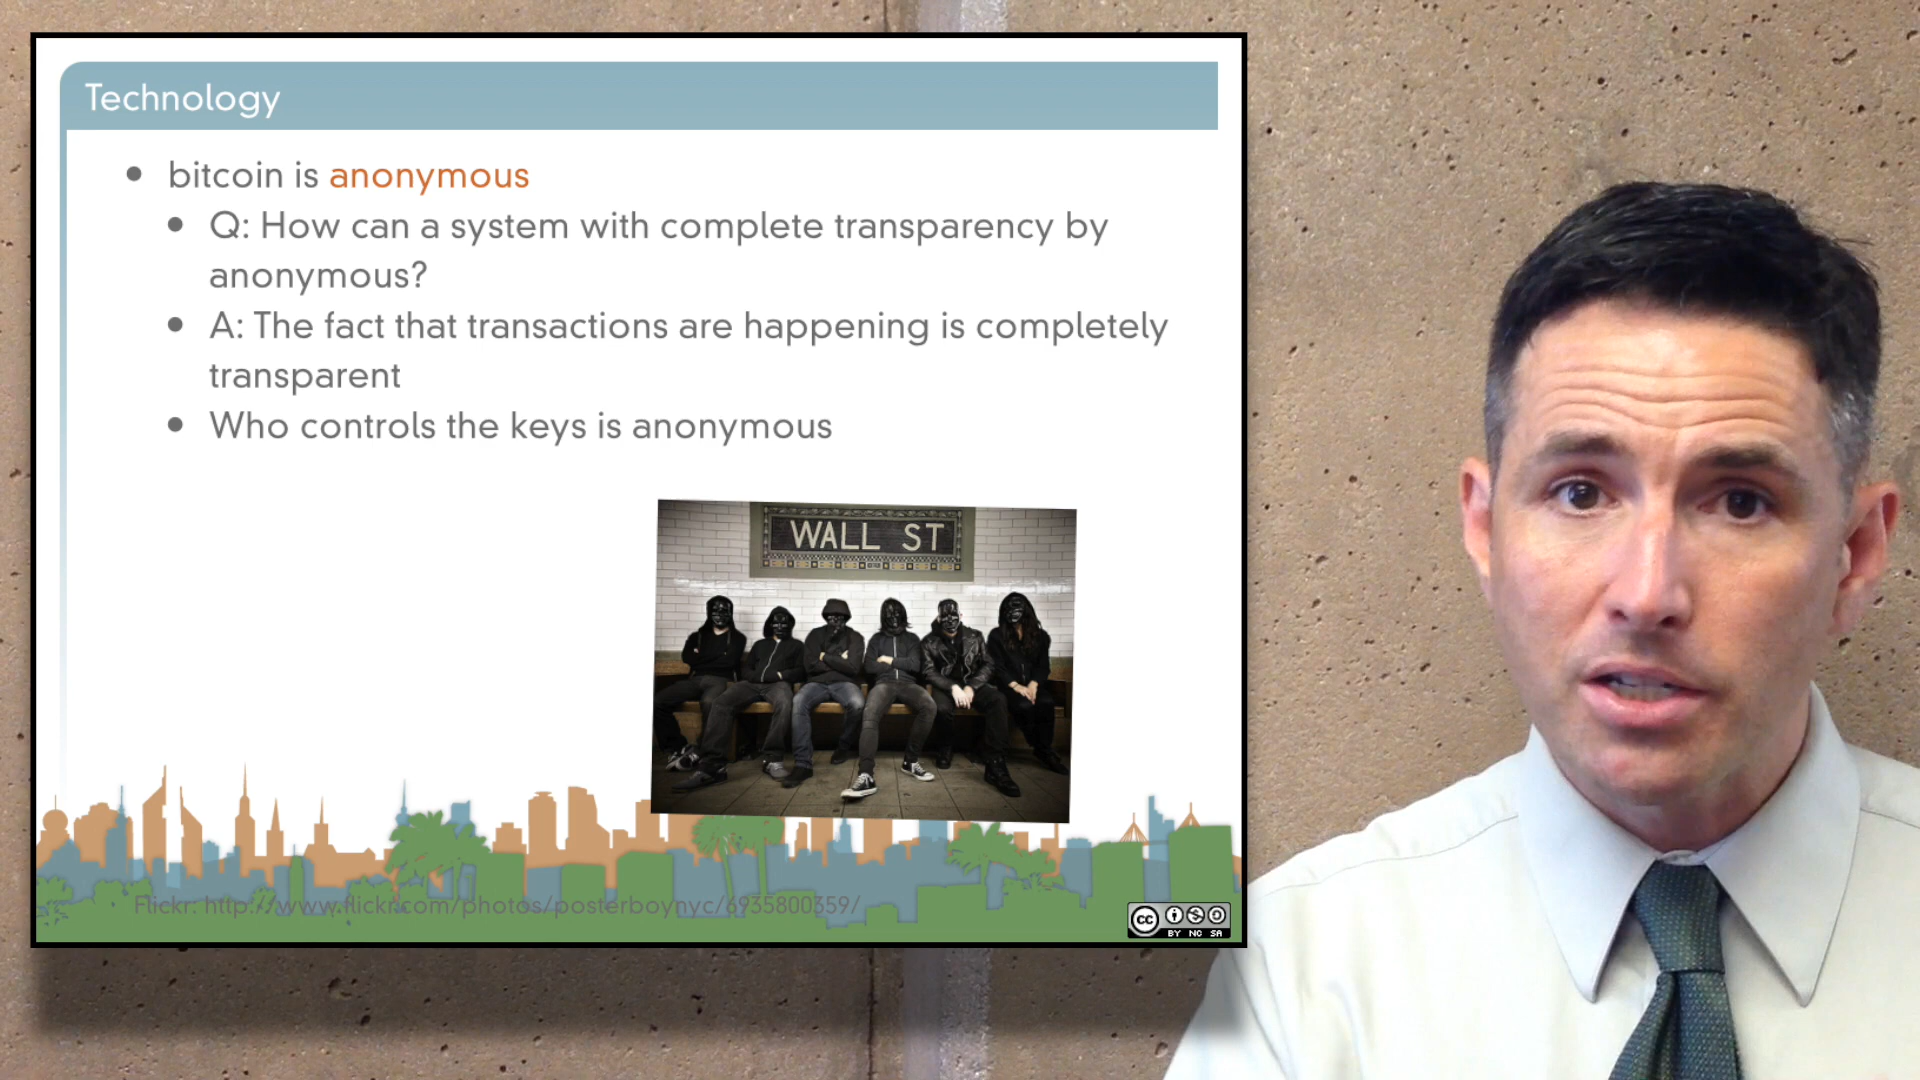 Technology
bitcoin is anonymous
Q: How can a system with complete transparency by
anonymous?
A: The fact that transactions are happening is completely
transparent
Who controls the keys is anonymous
WALL ST
Flickr: http://www.flickr.com/photos/posterboynyc/6935800359/
cc
BY NC SA